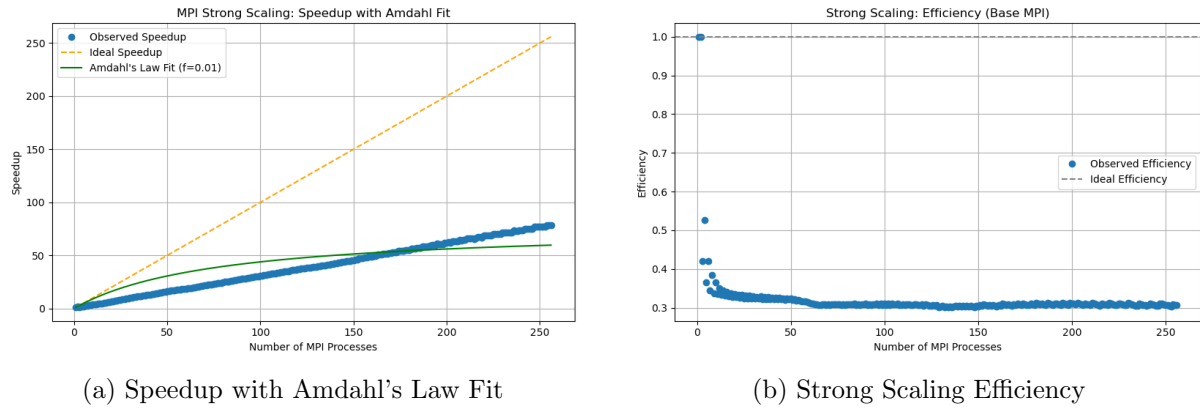 MPI Strong Scaling: Speedup with Amdahl Fit
Observed Speedup
Ideal Speedup
Amdahl's Law Fit (f=0.01)
250
200
150
100
50
0
Speedup
0 50 100 150 200 250
Number of MPI Processes
(a) Speedup with Amdahl's Law Fit
Strong Scaling: Efficiency (Base MPI)
1.0
0.9
0.8
0.7
0.6
0.5
0.4
0.3
Efficiency
Observed Efficiency
Ideal Efficiency
0 50 100 150 200 250
Number of MPI Processes
(b) Strong Scaling Efficiency